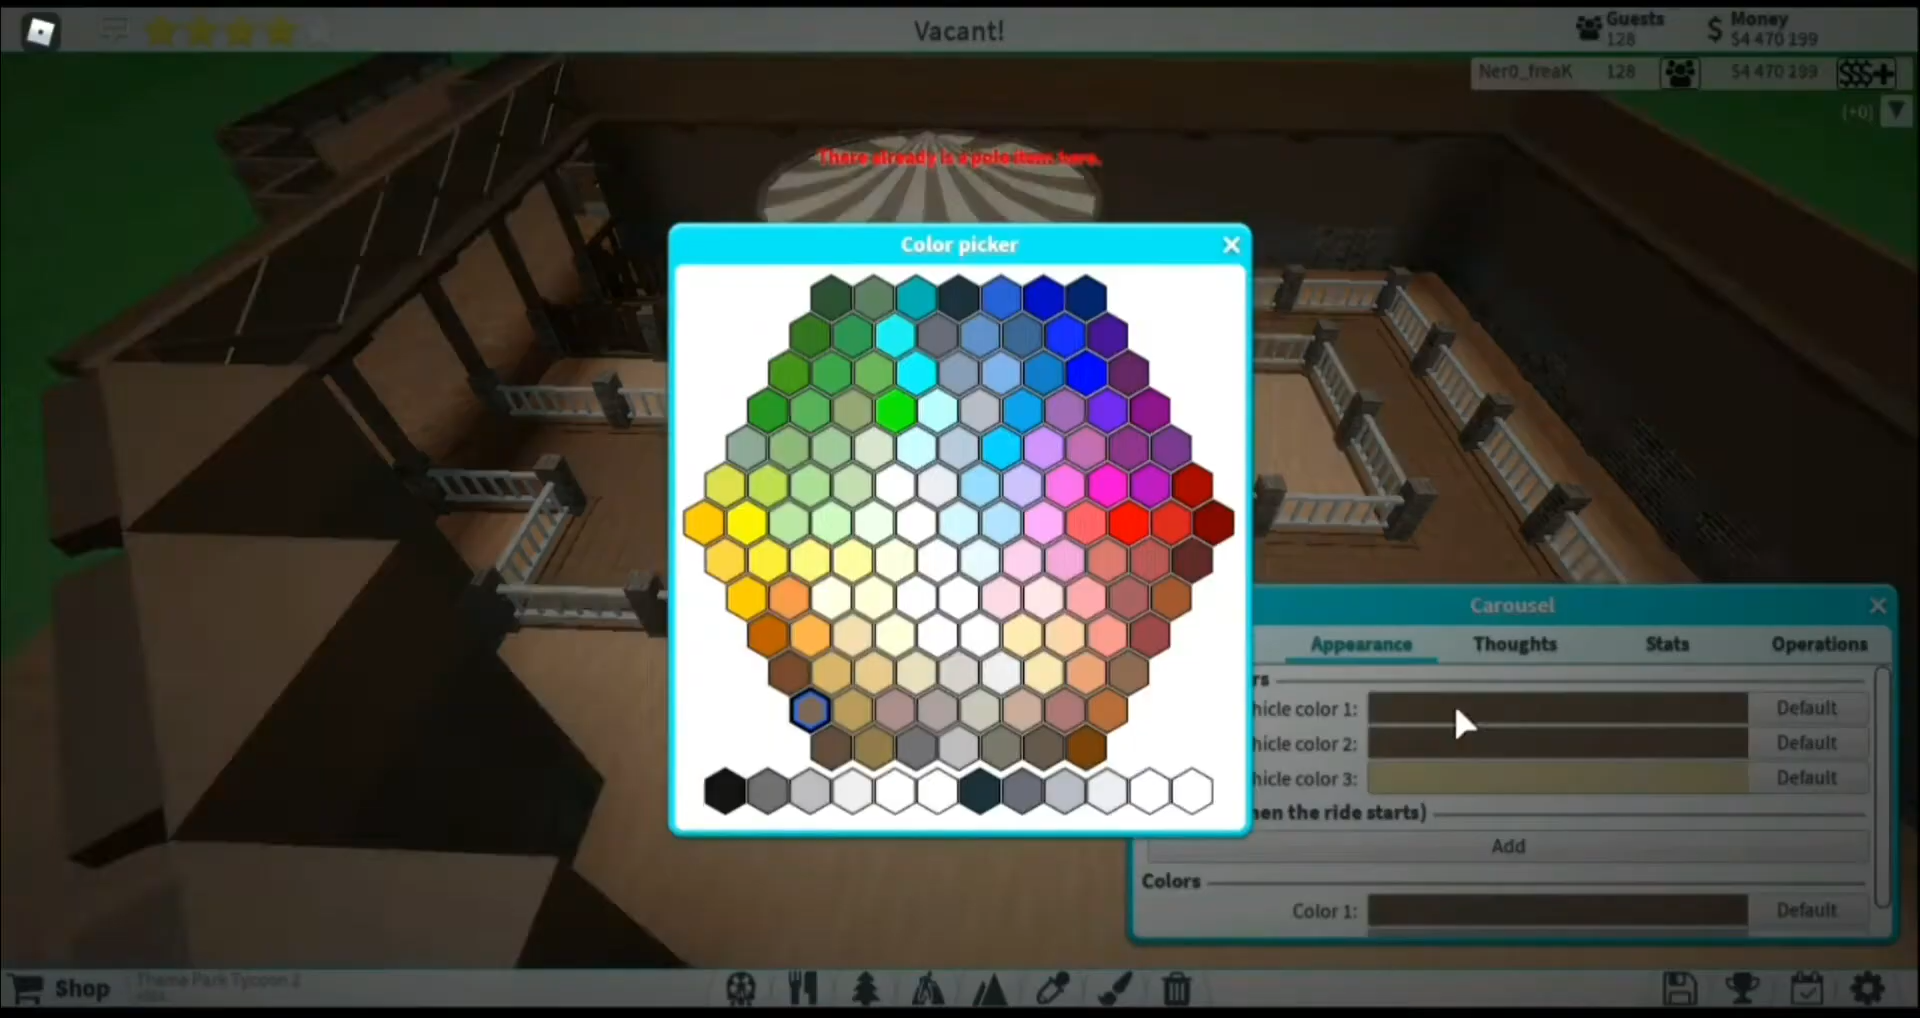 Vacant!
Guests
128
Money
$4 470 199
Ner0_freaK 128 $4 470 299 $$$+
(+0)
There already is a pole item here.
Color picker
Carousel
Appearance Thoughts Stats Operations
rs
hicle color 1: Default
hicle color 2: Default
hicle color 3: Default
hen the ride starts)
Add
Colors
Color 1: Default
Shop
Theme Park Tycoon 2